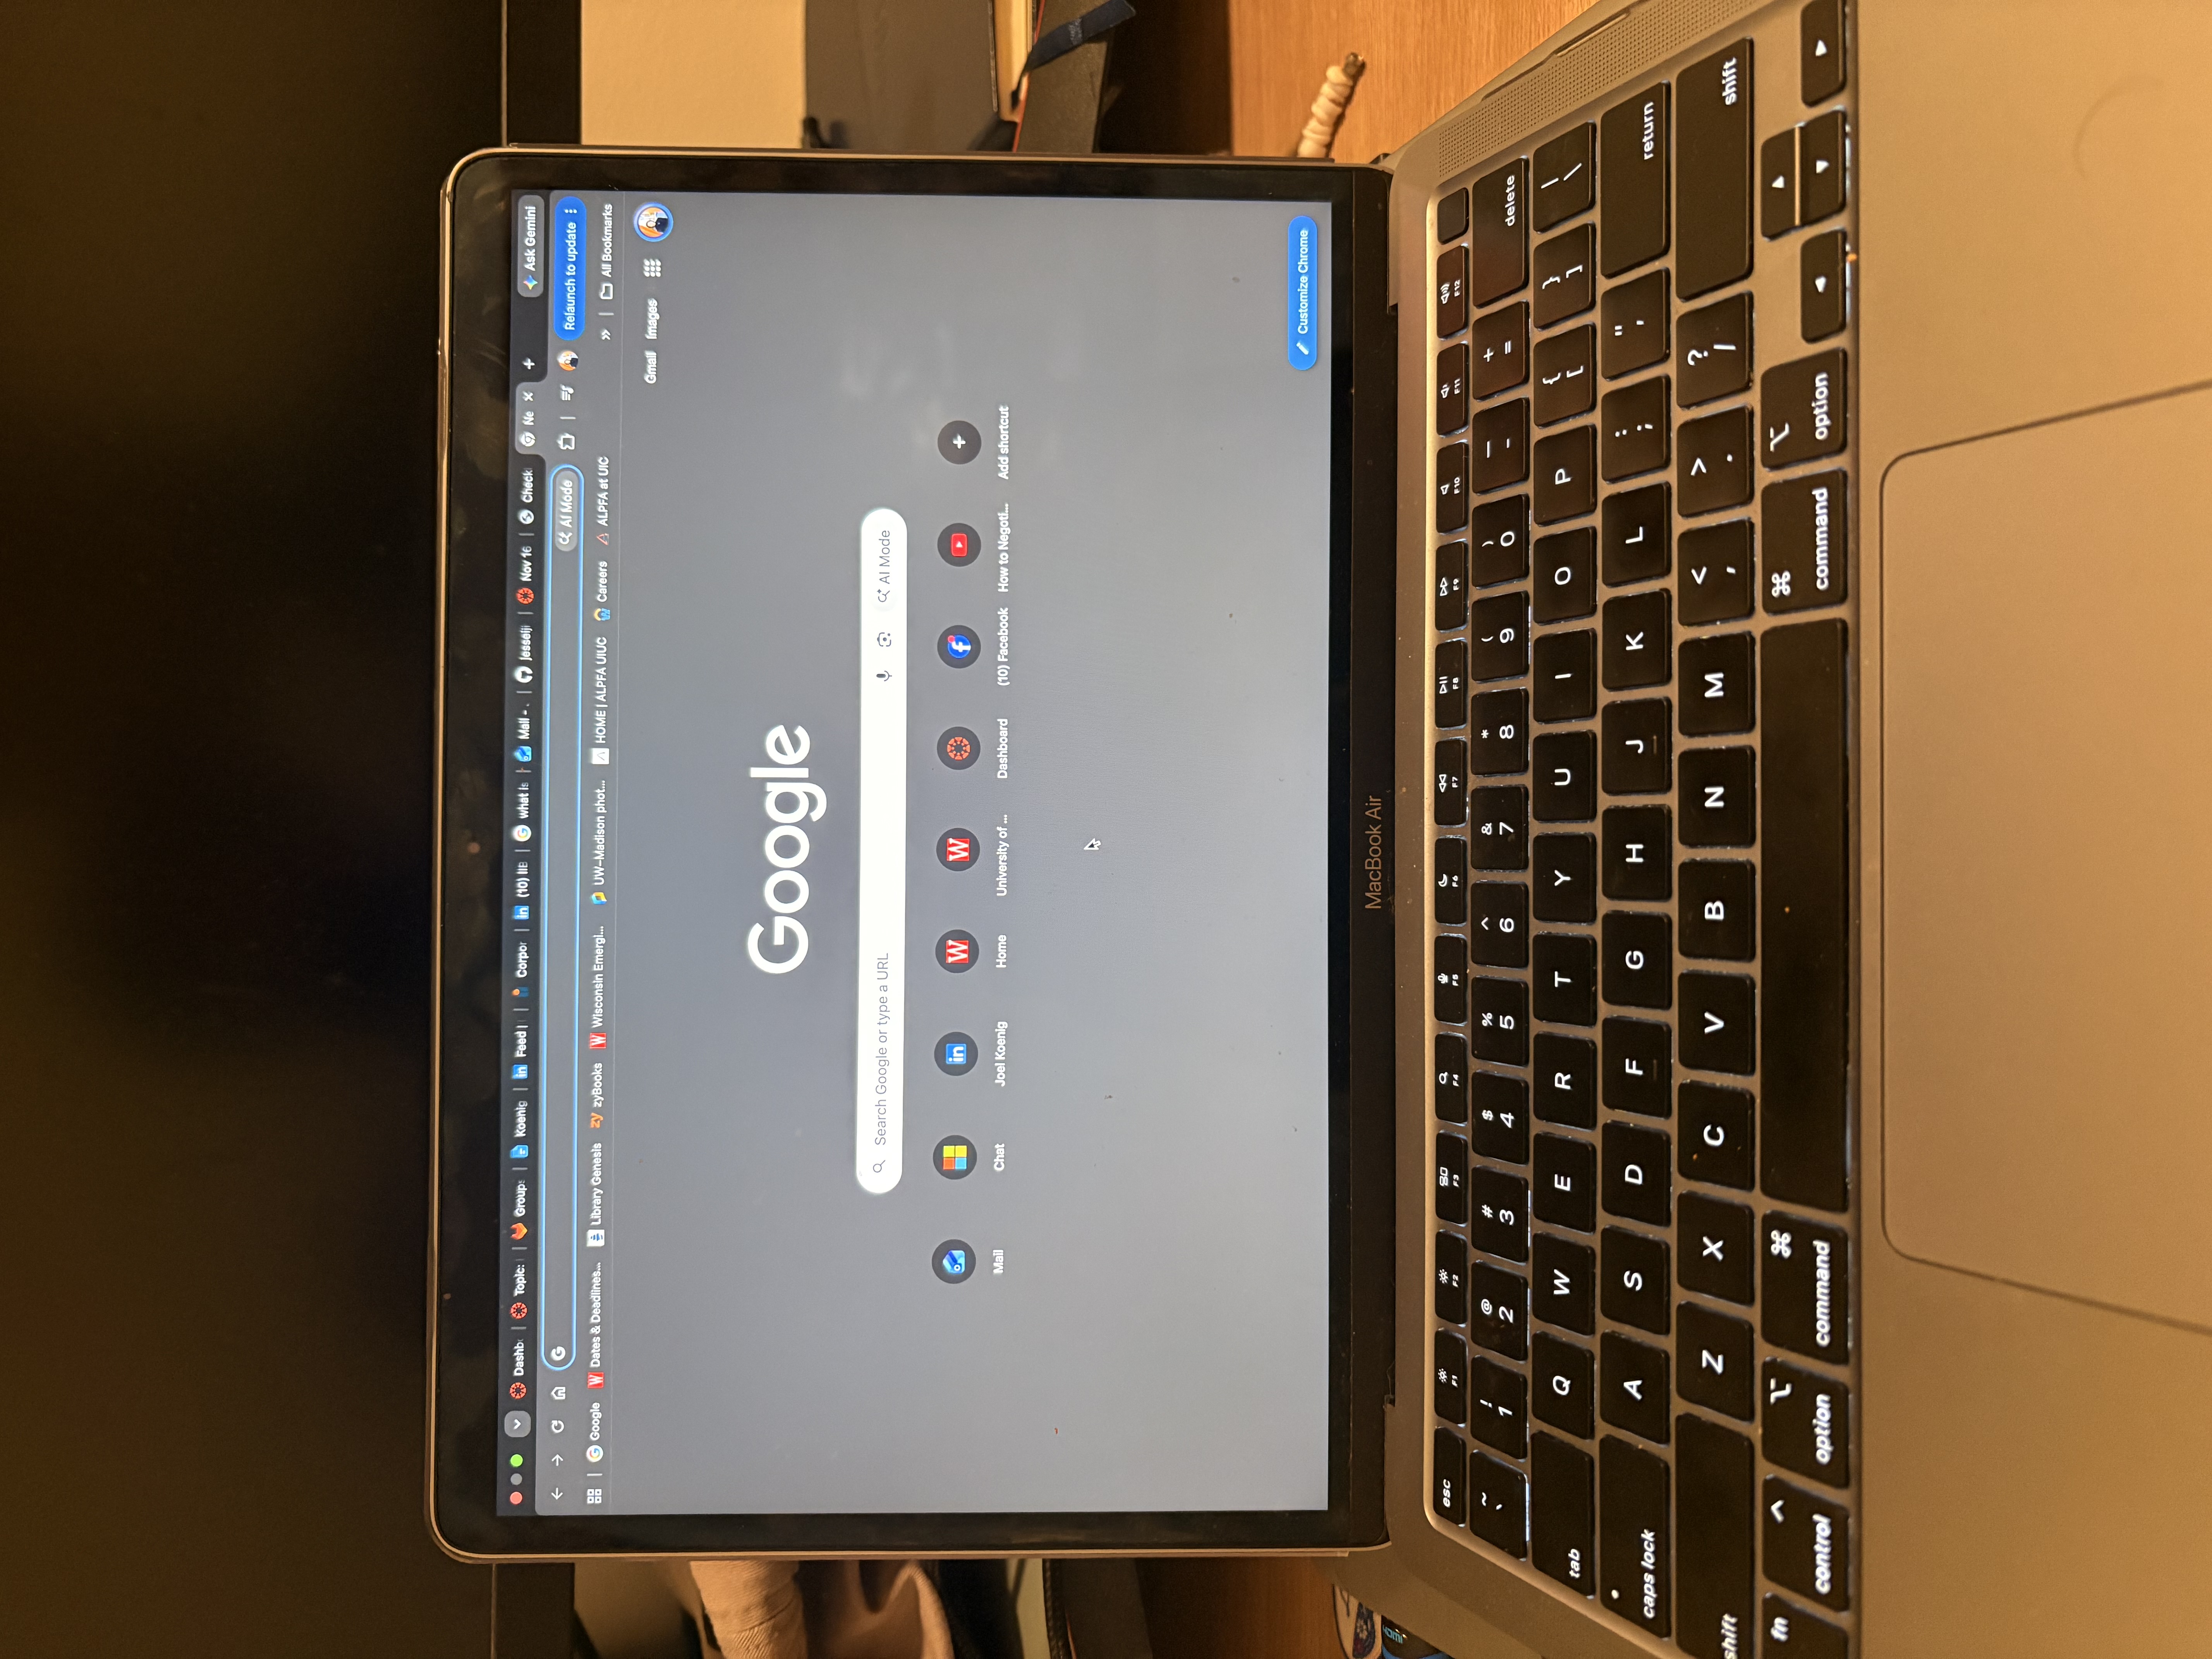 Dashb Topic: Group: Koenig Feed | Corpor (10) IIE what is Mail - jesselji Nov 16 Check Ne Ask Gemini
AI Mode Relaunch to update
Google Dates & Deadlines... Library Genesis zyBooks Wisconsin Emergi... UW–Madison phot... HOME | ALPFA UIUC Careers ALPFA at UIC All Bookmarks
Gmail Images
Google
Search Google or type a URL AI Mode
Mail Chat Joel Koenig Home University of ... Dashboard (10) Facebook How to Negoti... Add shortcut
Customize Chrome
MacBook Air
esc F1 F2 F3 F4 F5 F6 F7 F8 F9 F10 F11 F12
~ ! @ # $ % ^ & * ( ) — +
` 1 2 3 4 5 6 7 8 9 0 - = delete
tab Q W E R T Y U I O P { [ } ] | \
caps lock A S D F G H J K L : ; " ' return
shift Z X C V B N M < , > . ? / shift
fn control option command command option